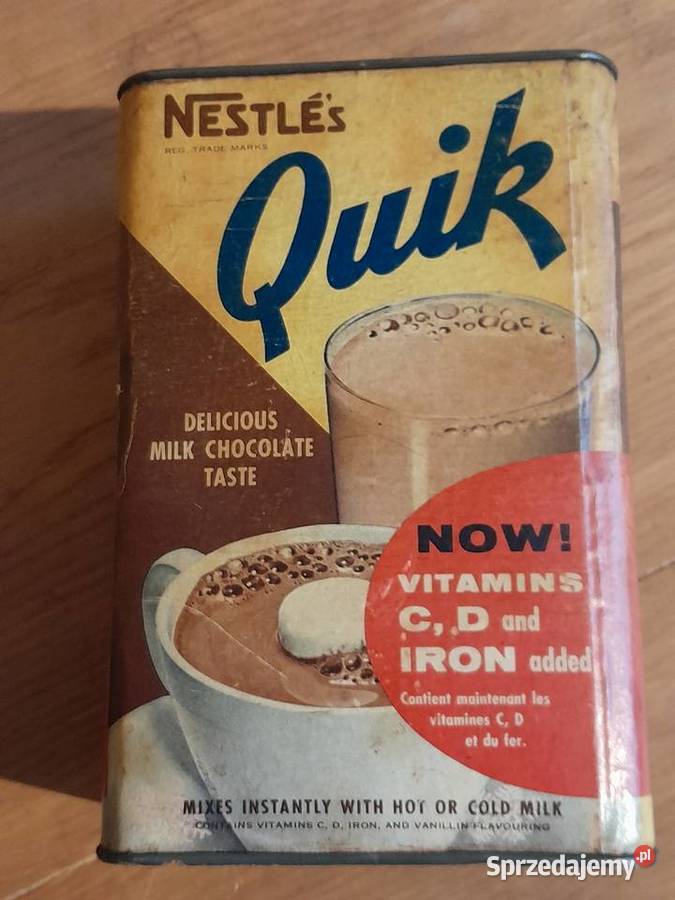 NESTLÉ'S
REG. TRADE MARKS
Quik
DELICIOUS
MILK CHOCOLATE
TASTE
NOW!
VITAMINS
C, D and
IRON added
Contient maintenant les
vitamines C, D
et du fer.
MIXES INSTANTLY WITH HOT OR COLD MILK
CONTAINS VITAMINS C, D, IRON, AND VANILLIN FLAVOURING
Sprzedajemy.pl